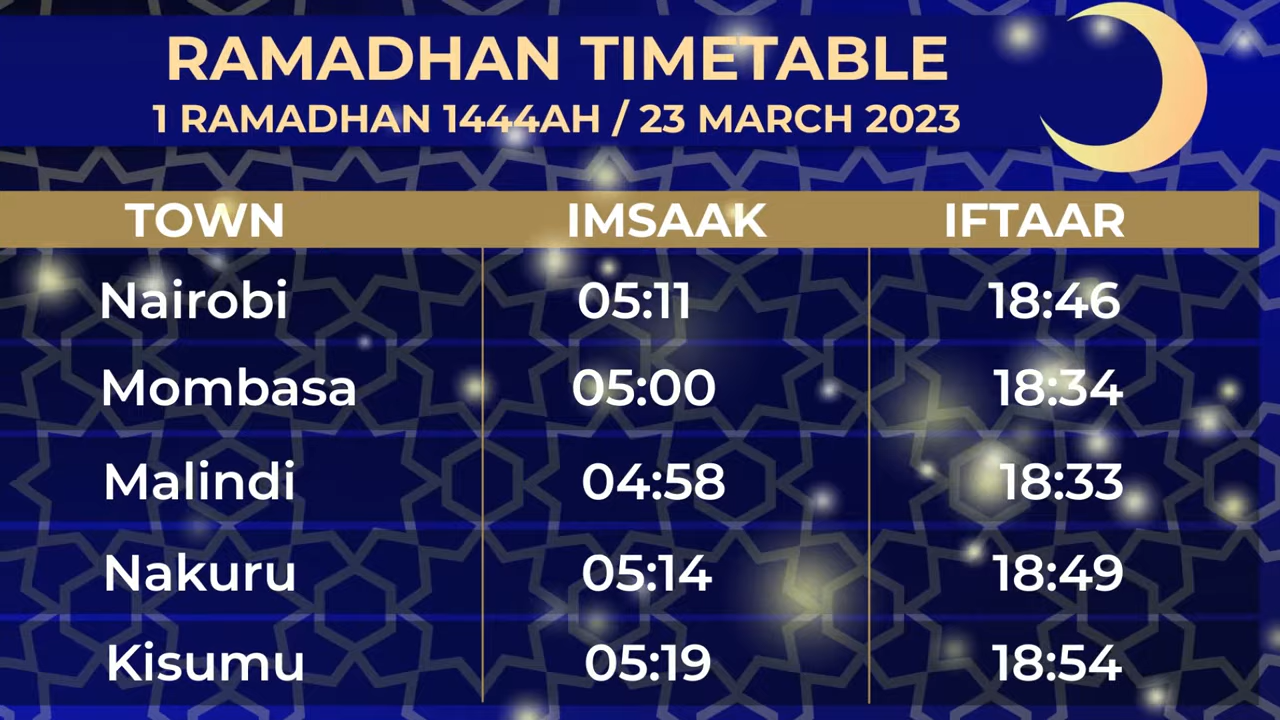 RAMADHAN TIMETABLE
1 RAMADHAN 1444AH / 23 MARCH 2023
TOWN IMSAAK IFTAAR
Nairobi 05:11 18:46
Mombasa 05:00 18:34
Malindi 04:58 18:33
Nakuru 05:14 18:49
Kisumu 05:19 18:54